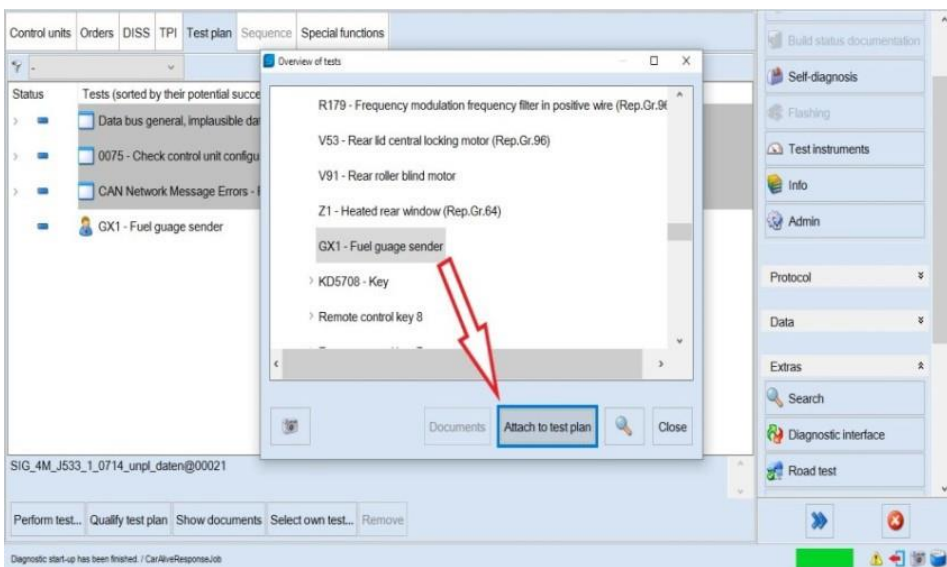 Control units Orders DISS TPI Test plan Sequence Special functions
-
Status Tests (sorted by their potential succe
Data bus general, implausible dat
0075 - Check control unit configu
CAN Network Message Errors -
GX1 - Fuel guage sender
Overview of tests
R179 - Frequency modulation frequency filter in positive wire (Rep.Gr.96
V53 - Rear lid central locking motor (Rep.Gr.96)
V91 - Rear roller blind motor
Z1 - Heated rear window (Rep.Gr.64)
GX1 - Fuel guage sender
KD5708 - Key
Remote control key 8
Documents Attach to test plan Close
SIG_4M_J533_1_0714_unpl_daten@00021
Perform test... Qualify test plan Show documents Select own test... Remove
Diagnostic start-up has been finished. / CarAliveResponseJob
Build status documentation
Self-diagnosis
Flashing
Test instruments
Info
Admin
Protocol
Data
Extras
Search
Diagnostic interface
Road test